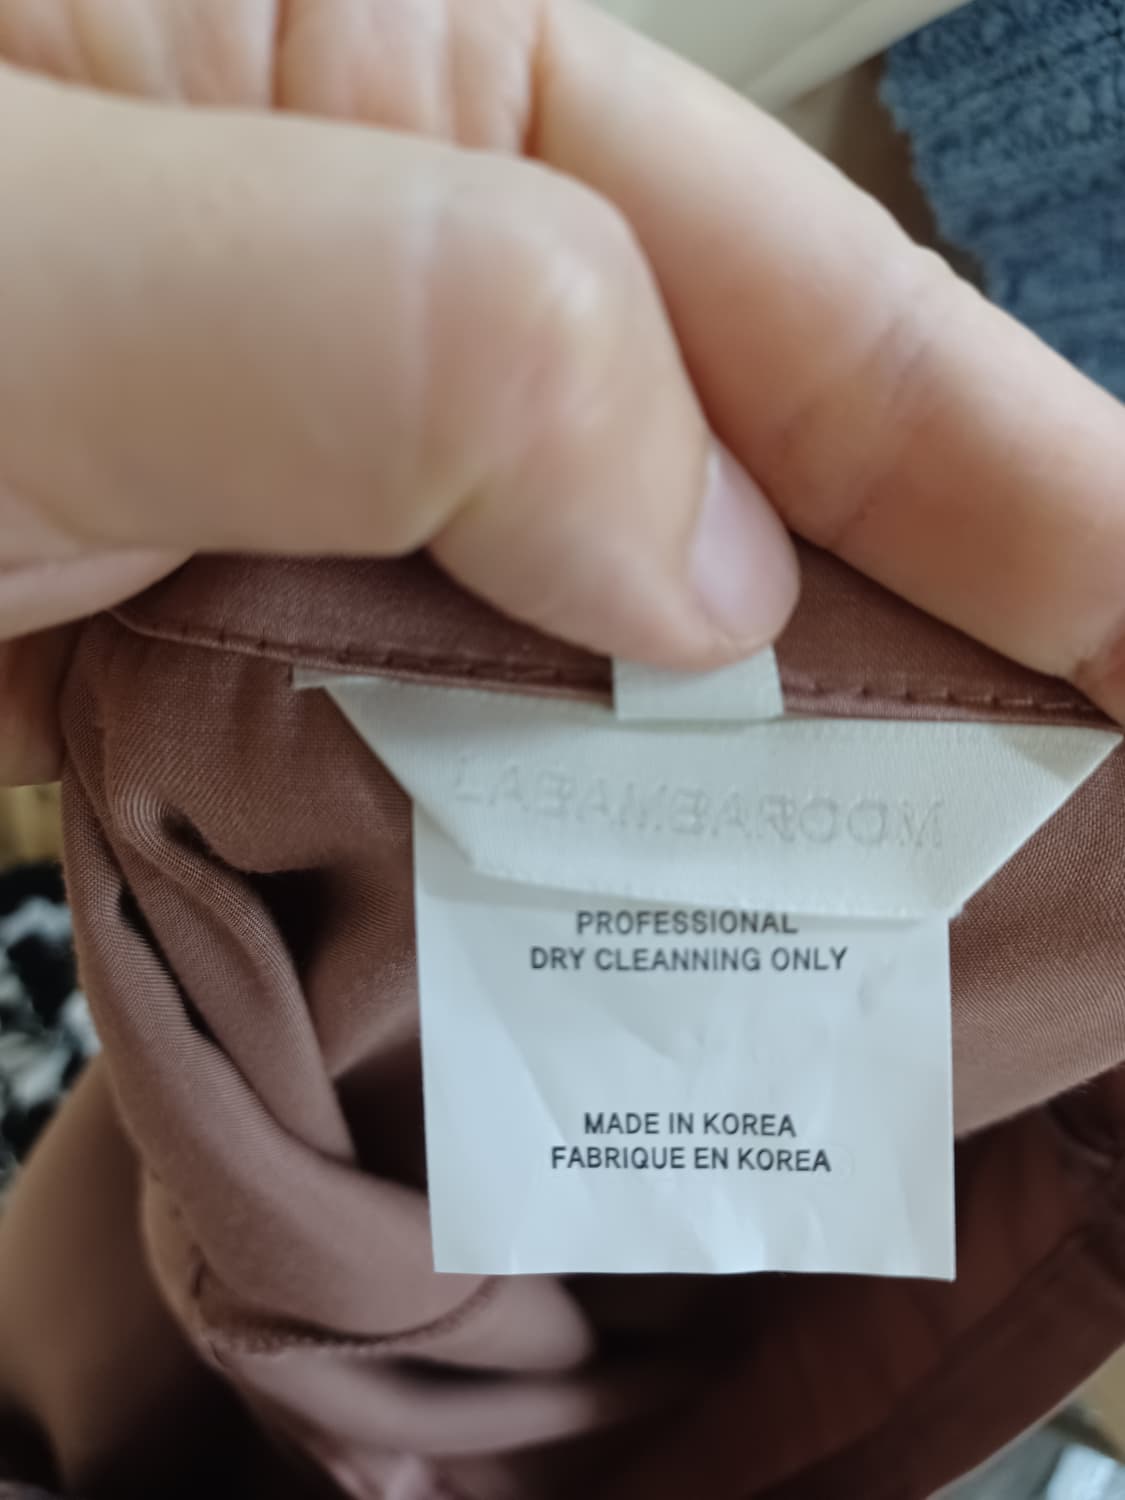 LABAMBAROOM
PROFESSIONAL
DRY CLEANNING ONLY
MADE IN KOREA
FABRIQUE EN KOREA